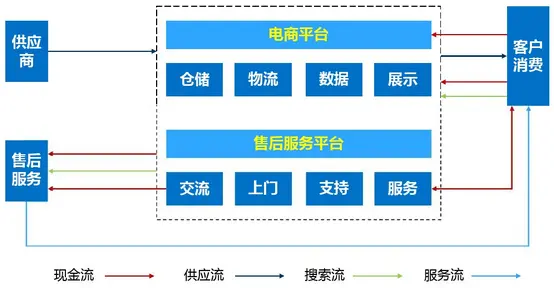 供应
商
电商平台
仓储
物流
数据
展示
客户
消费
售后
服务
售后服务平台
交流
上门
支持
服务
现金流
供应流
搜索流
服务流